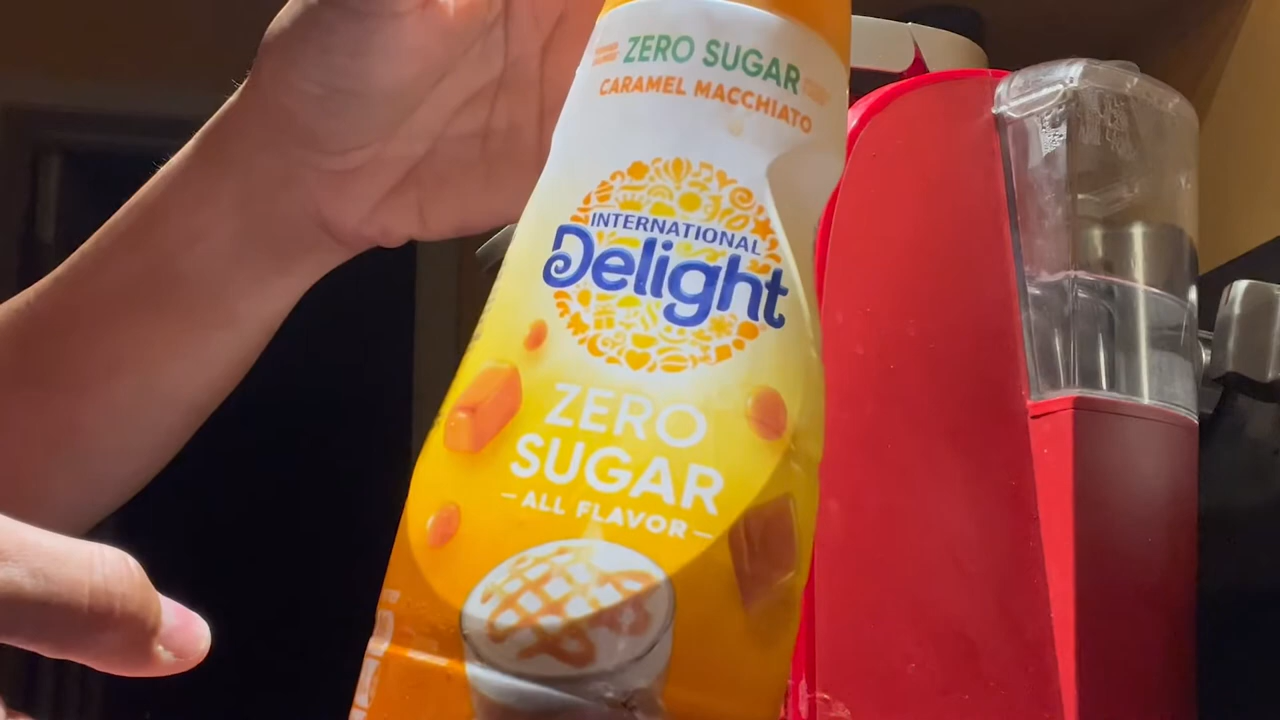 ZERO SUGAR
CARAMEL MACCHIATO
INTERNATIONAL
Delight
ZERO
SUGAR
-ALL FLAVOR-